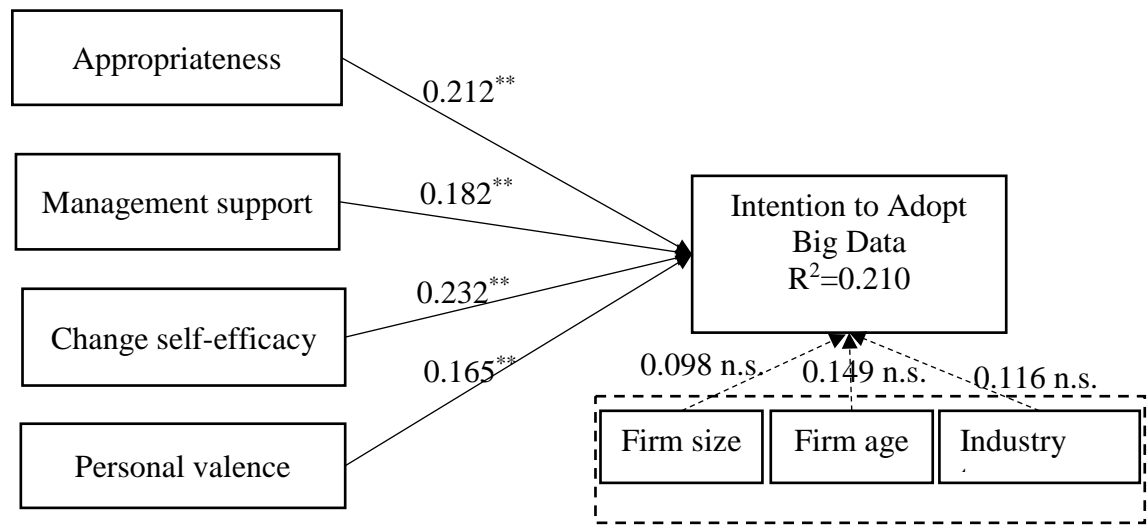 Appropriateness
0.212**
Management support
0.182**
Intention to Adopt
Big Data
R²=0.210
Change self-efficacy
0.232**
Personal valence
0.165**
0.098 n.s.
0.149 n.s.
0.116 n.s.
Firm size
Firm age
Industry